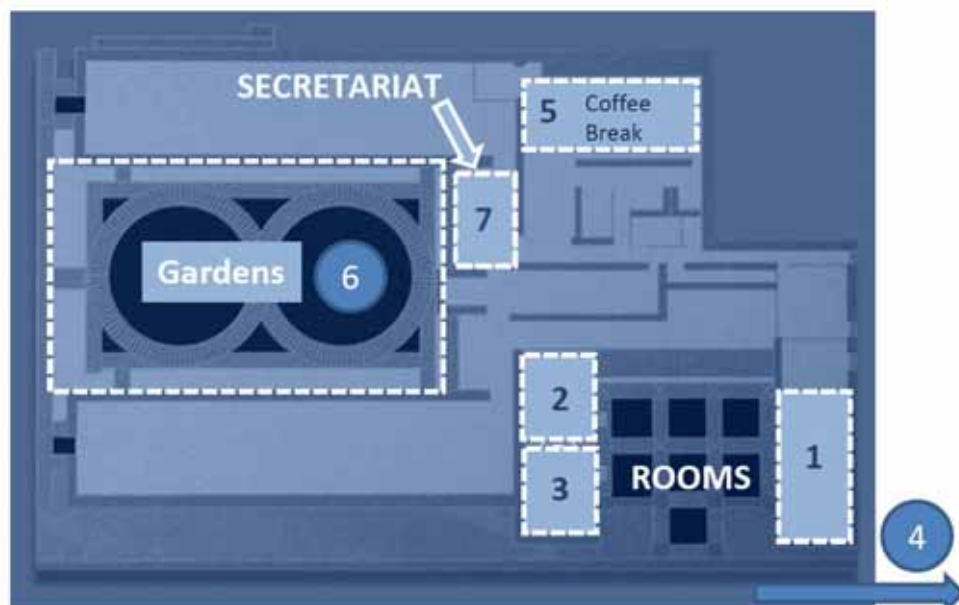 SECRETARIAT
5 Coffee
Break
7
Gardens 6
2
3
ROOMS
1
4